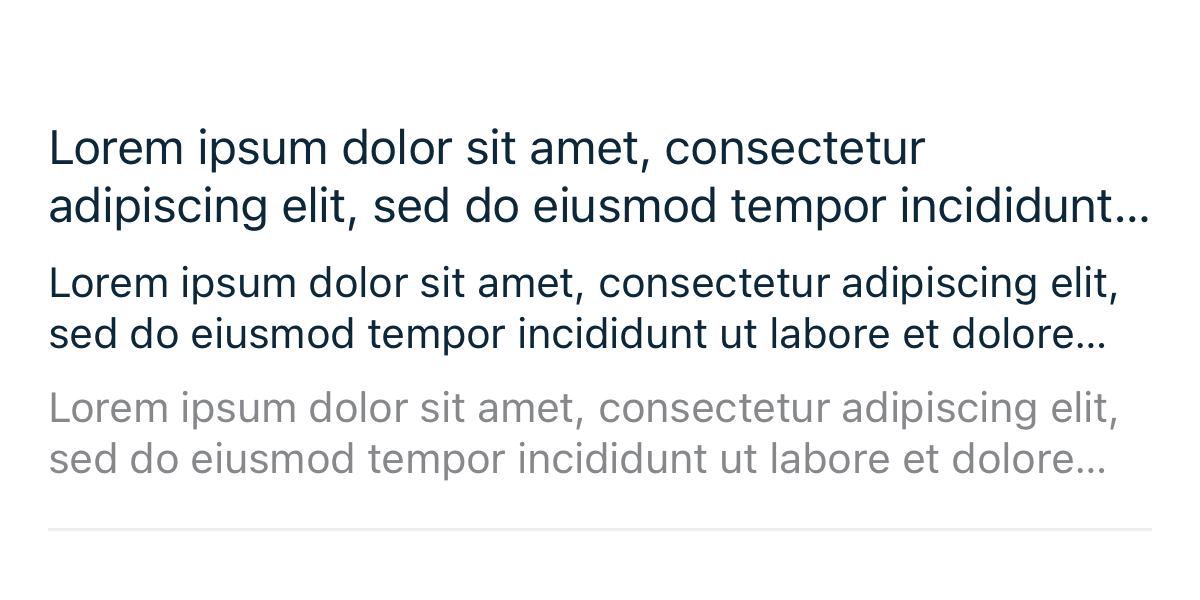 Lorem ipsum dolor sit amet, consectetur
adipiscing elit, sed do eiusmod tempor incididunt...
Lorem ipsum dolor sit amet, consectetur adipiscing elit,
sed do eiusmod tempor incididunt ut labore et dolore...
Lorem ipsum dolor sit amet, consectetur adipiscing elit,
sed do eiusmod tempor incididunt ut labore et dolore...